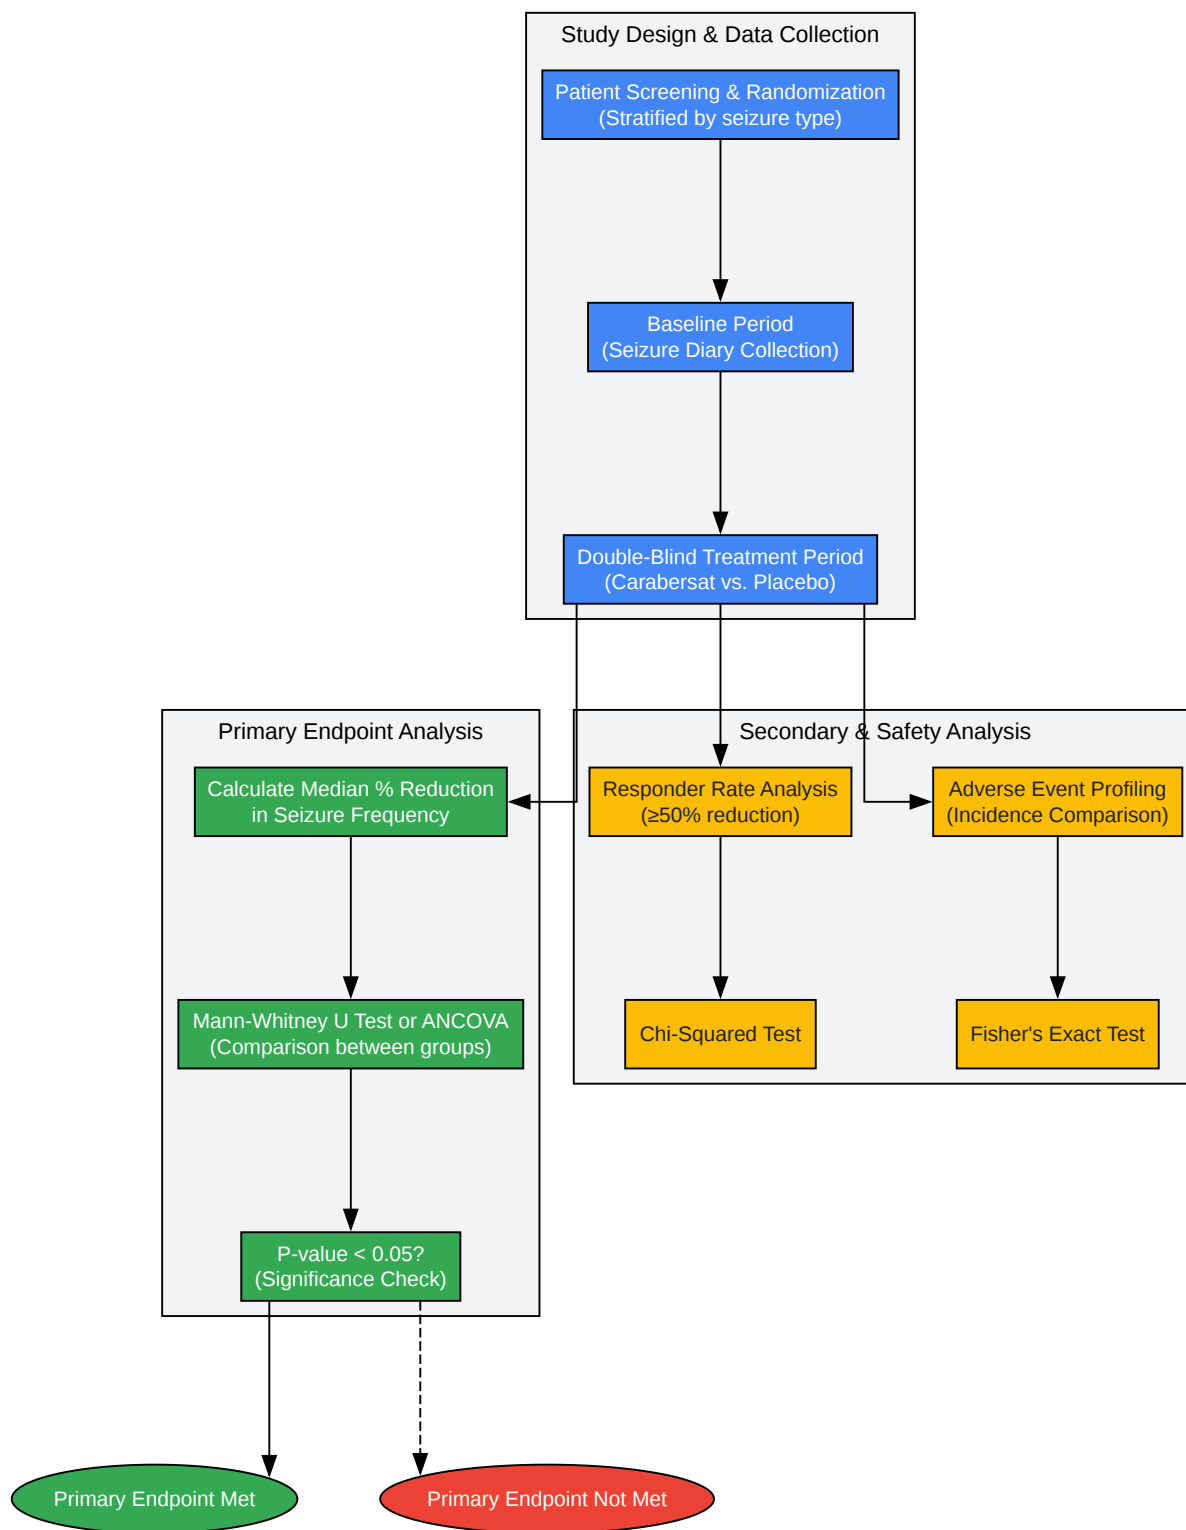 Study Design & Data Collection
Patient Screening & Randomization
(Stratified by seizure type)
Baseline Period
(Seizure Diary Collection)
Double-Blind Treatment Period
(Carabersat vs. Placebo)
Primary Endpoint Analysis
Calculate Median % Reduction
in Seizure Frequency
Mann-Whitney U Test or ANCOVA
(Comparison between groups)
P-value < 0.05?
(Significance Check)
Secondary & Safety Analysis
Responder Rate Analysis
(≥50% reduction)
Chi-Squared Test
Adverse Event Profiling
(Incidence Comparison)
Fisher's Exact Test
Primary Endpoint Met
Primary Endpoint Not Met